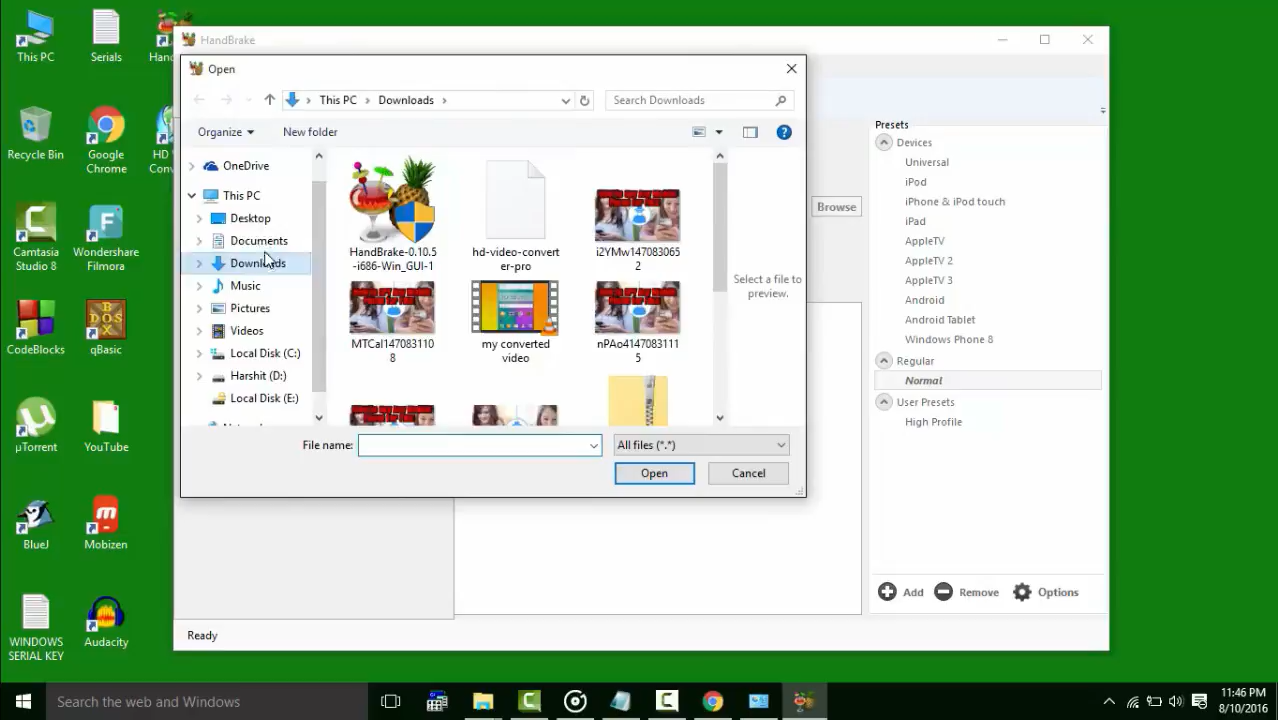 This PC
Serials
Recycle Bin
Google
Chrome
Camtasia
Studio 8
Wondershare
Filmora
CodeBlocks
qBasic
µTorrent
YouTube
BlueJ
Mobizen
WINDOWS
SERIAL KEY
Audacity
HandBrake
Open
This PC
Downloads
Search Downloads
Organize
New folder
OneDrive
This PC
Desktop
Documents
Downloads
Music
Pictures
Videos
Local Disk (C:)
Harshit (D:)
Local Disk (E:)
HandBrake-0.10.5
-i686-Win_GUI-1
hd-video-convert
er-pro
i2YMw147083065
2
MTCal147083110
8
my converted
video
nPAo4147083111
5
Select a file to
preview.
File name:
All files (*.*)
Open
Cancel
Browse
Presets
Devices
Universal
iPod
iPhone & iPod touch
iPad
AppleTV
AppleTV 2
AppleTV 3
Android
Android Tablet
Windows Phone 8
Regular
Normal
User Presets
High Profile
Add
Remove
Options
Ready
Search the web and Windows
11:46 PM
8/10/2016